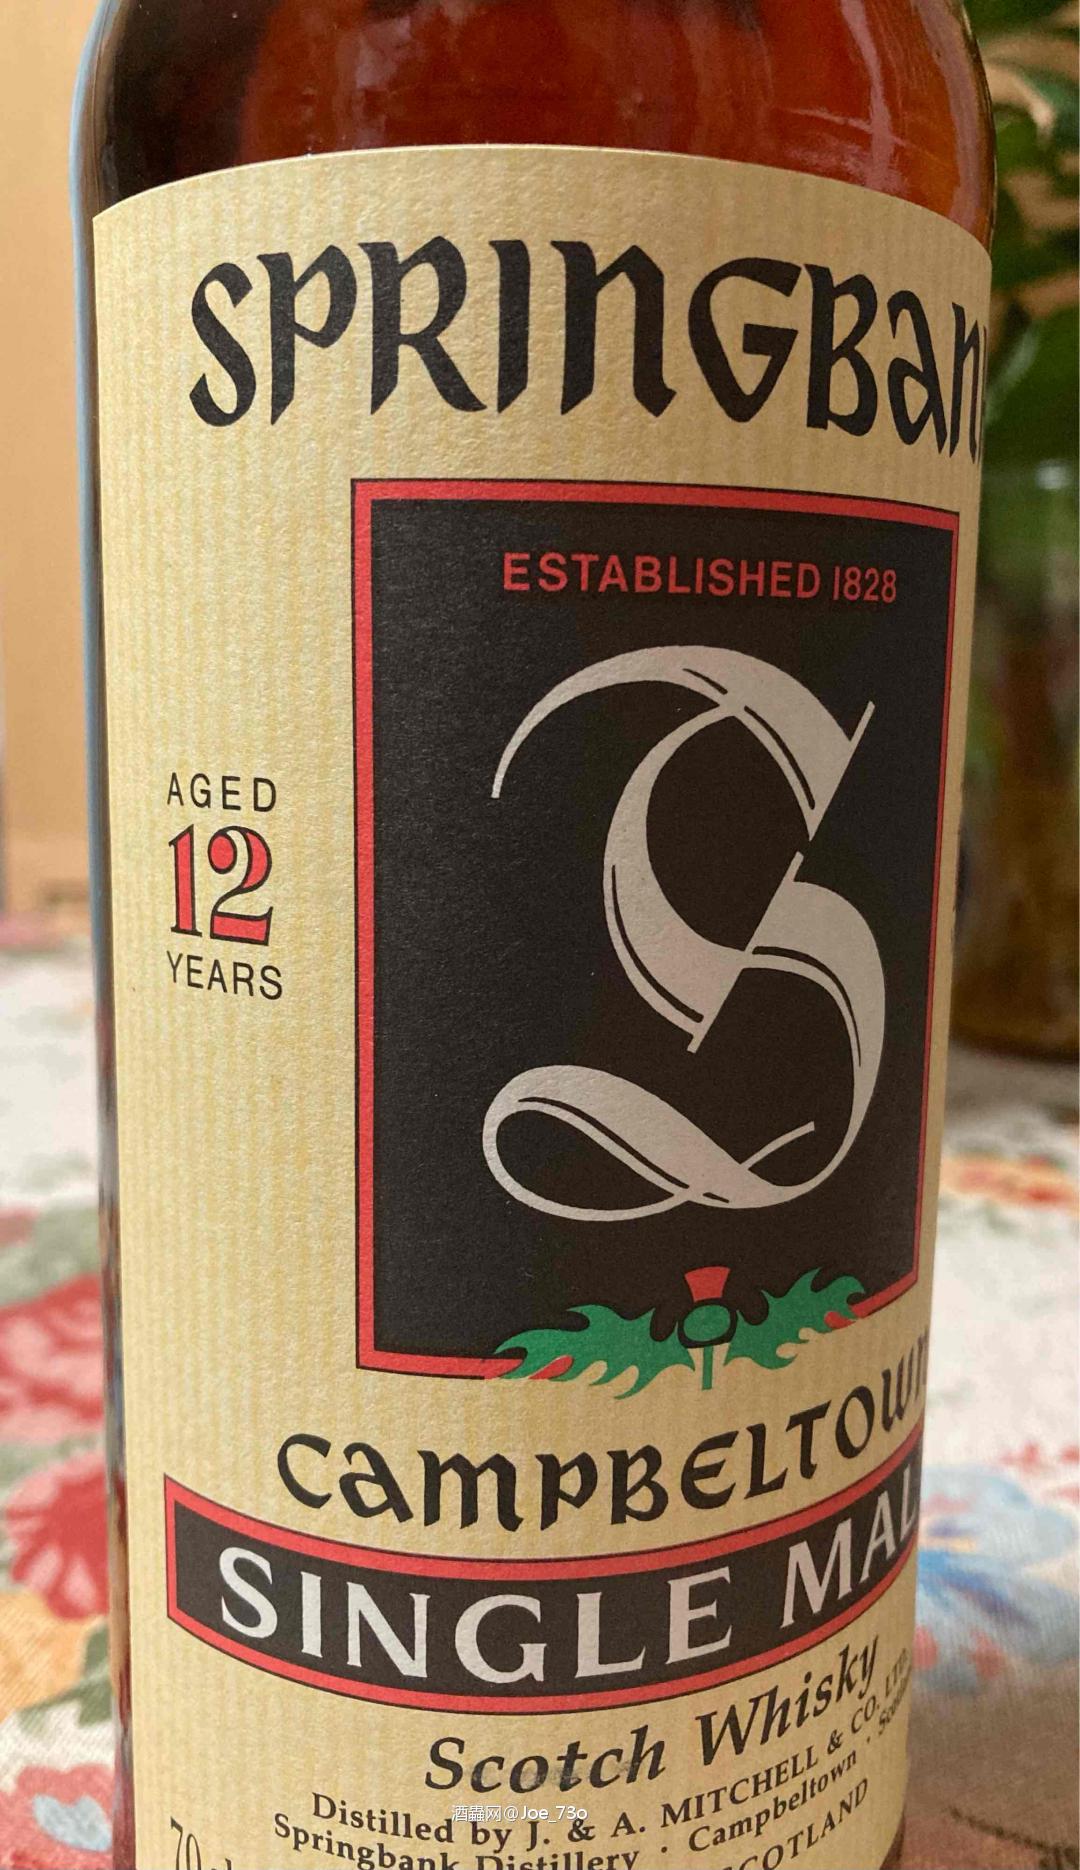 SPRINGBAN
ESTABLISHED 1828
S
AGED
12
YEARS
CAMPBELTOWN
SINGLE MAL
Scotch Whisky
Distilled by J. & A. MITCHELL & CO. LTD.
Springbank Distillery · Campbeltown ·
SCOTLAND
70
酒蟲网@Joe_73o